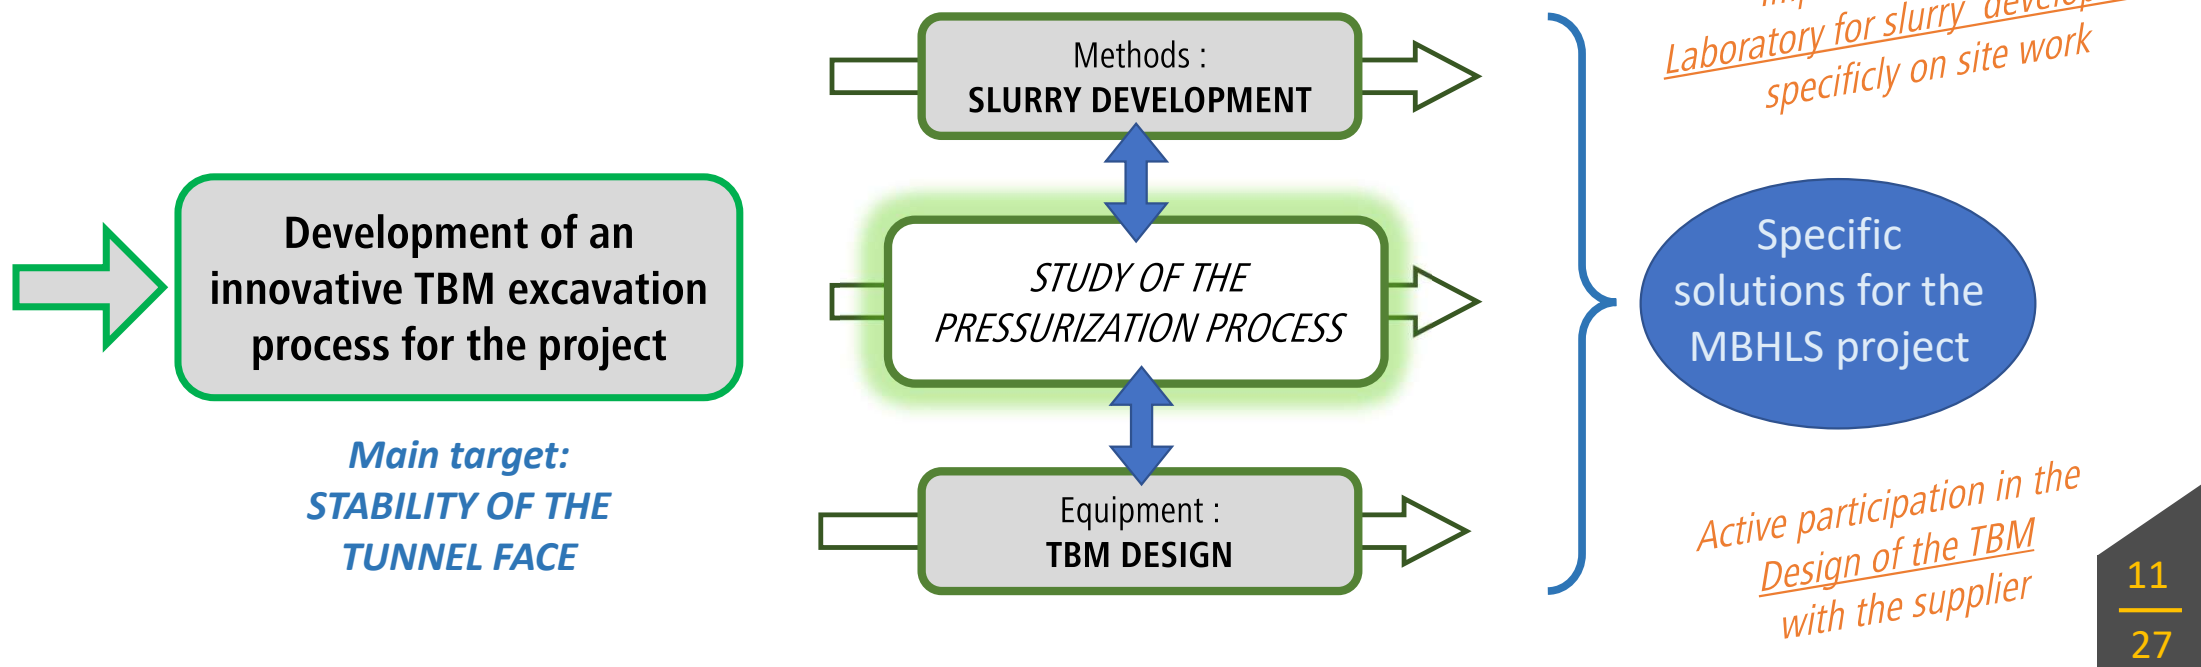 Development of an
innovative TBM excavation
process for the project
Main target:
STABILITY OF THE
TUNNEL FACE
Methods :
SLURRY DEVELOPMENT
STUDY OF THE
PRESSURIZATION PROCESS
Equipment :
TBM DESIGN
Laboratory for slurry
specificly on site work
Specific
solutions for the
MBHLS project
Active participation in the
Design of the TBM
with the supplier
11
27